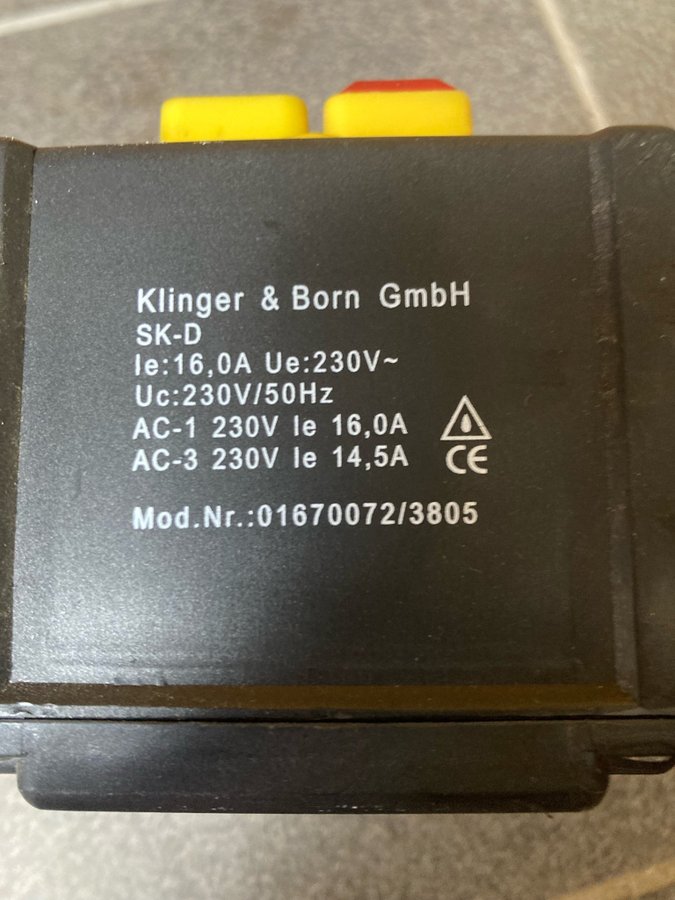 Klinger & Born GmbH
SK-D
Ie:16,0A Ue:230V~
Uc:230V/50Hz
AC-1 230V Ie 16,0A
AC-3 230V Ie 14,5A
CE
Mod.Nr.:01670072/3805